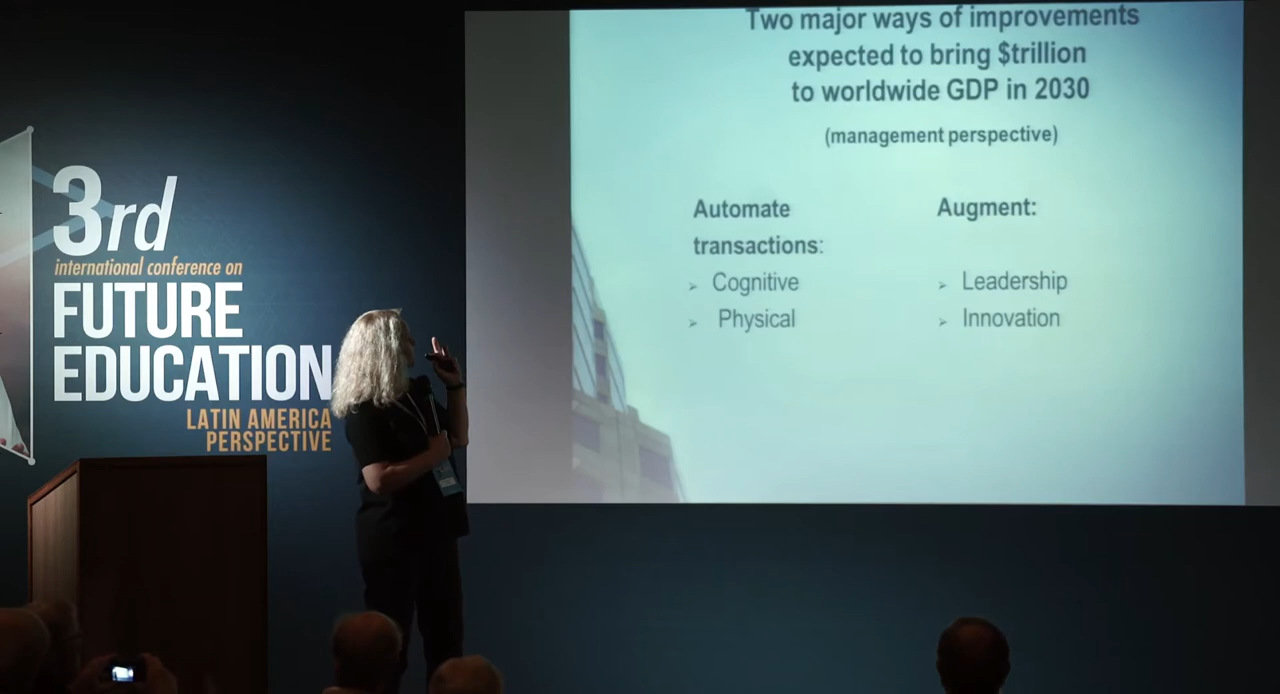 3rd
international conference on
FUTURE
EDUCATION
LATIN AMERICA
PERSPECTIVE
Two major ways of improvements
expected to bring $trillion
to worldwide GDP in 2030
(management perspective)
Automate
transactions:
➢ Cognitive
➢ Physical
Augment:
➢ Leadership
➢ Innovation